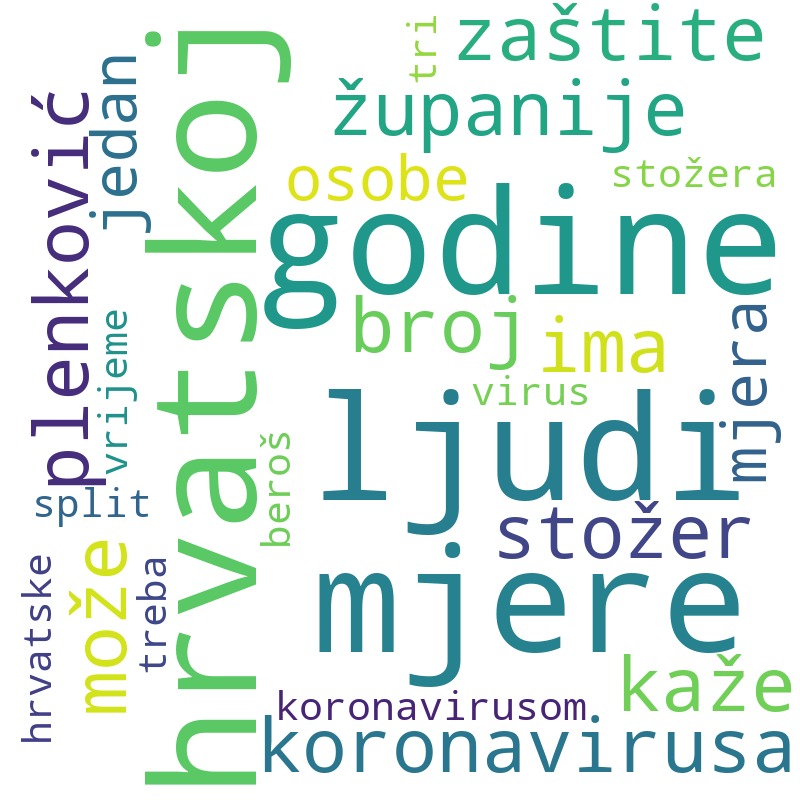 tri
zaštite
županije
jedan
plenković
hrvatskoj
osobe
stožera
godine
broj
ima
mjera
vrijeme
virus
ljudi
beroš
split
stožer
može
treba
hrvatske
mjere
kaže
koronavirusom
koronavirusa